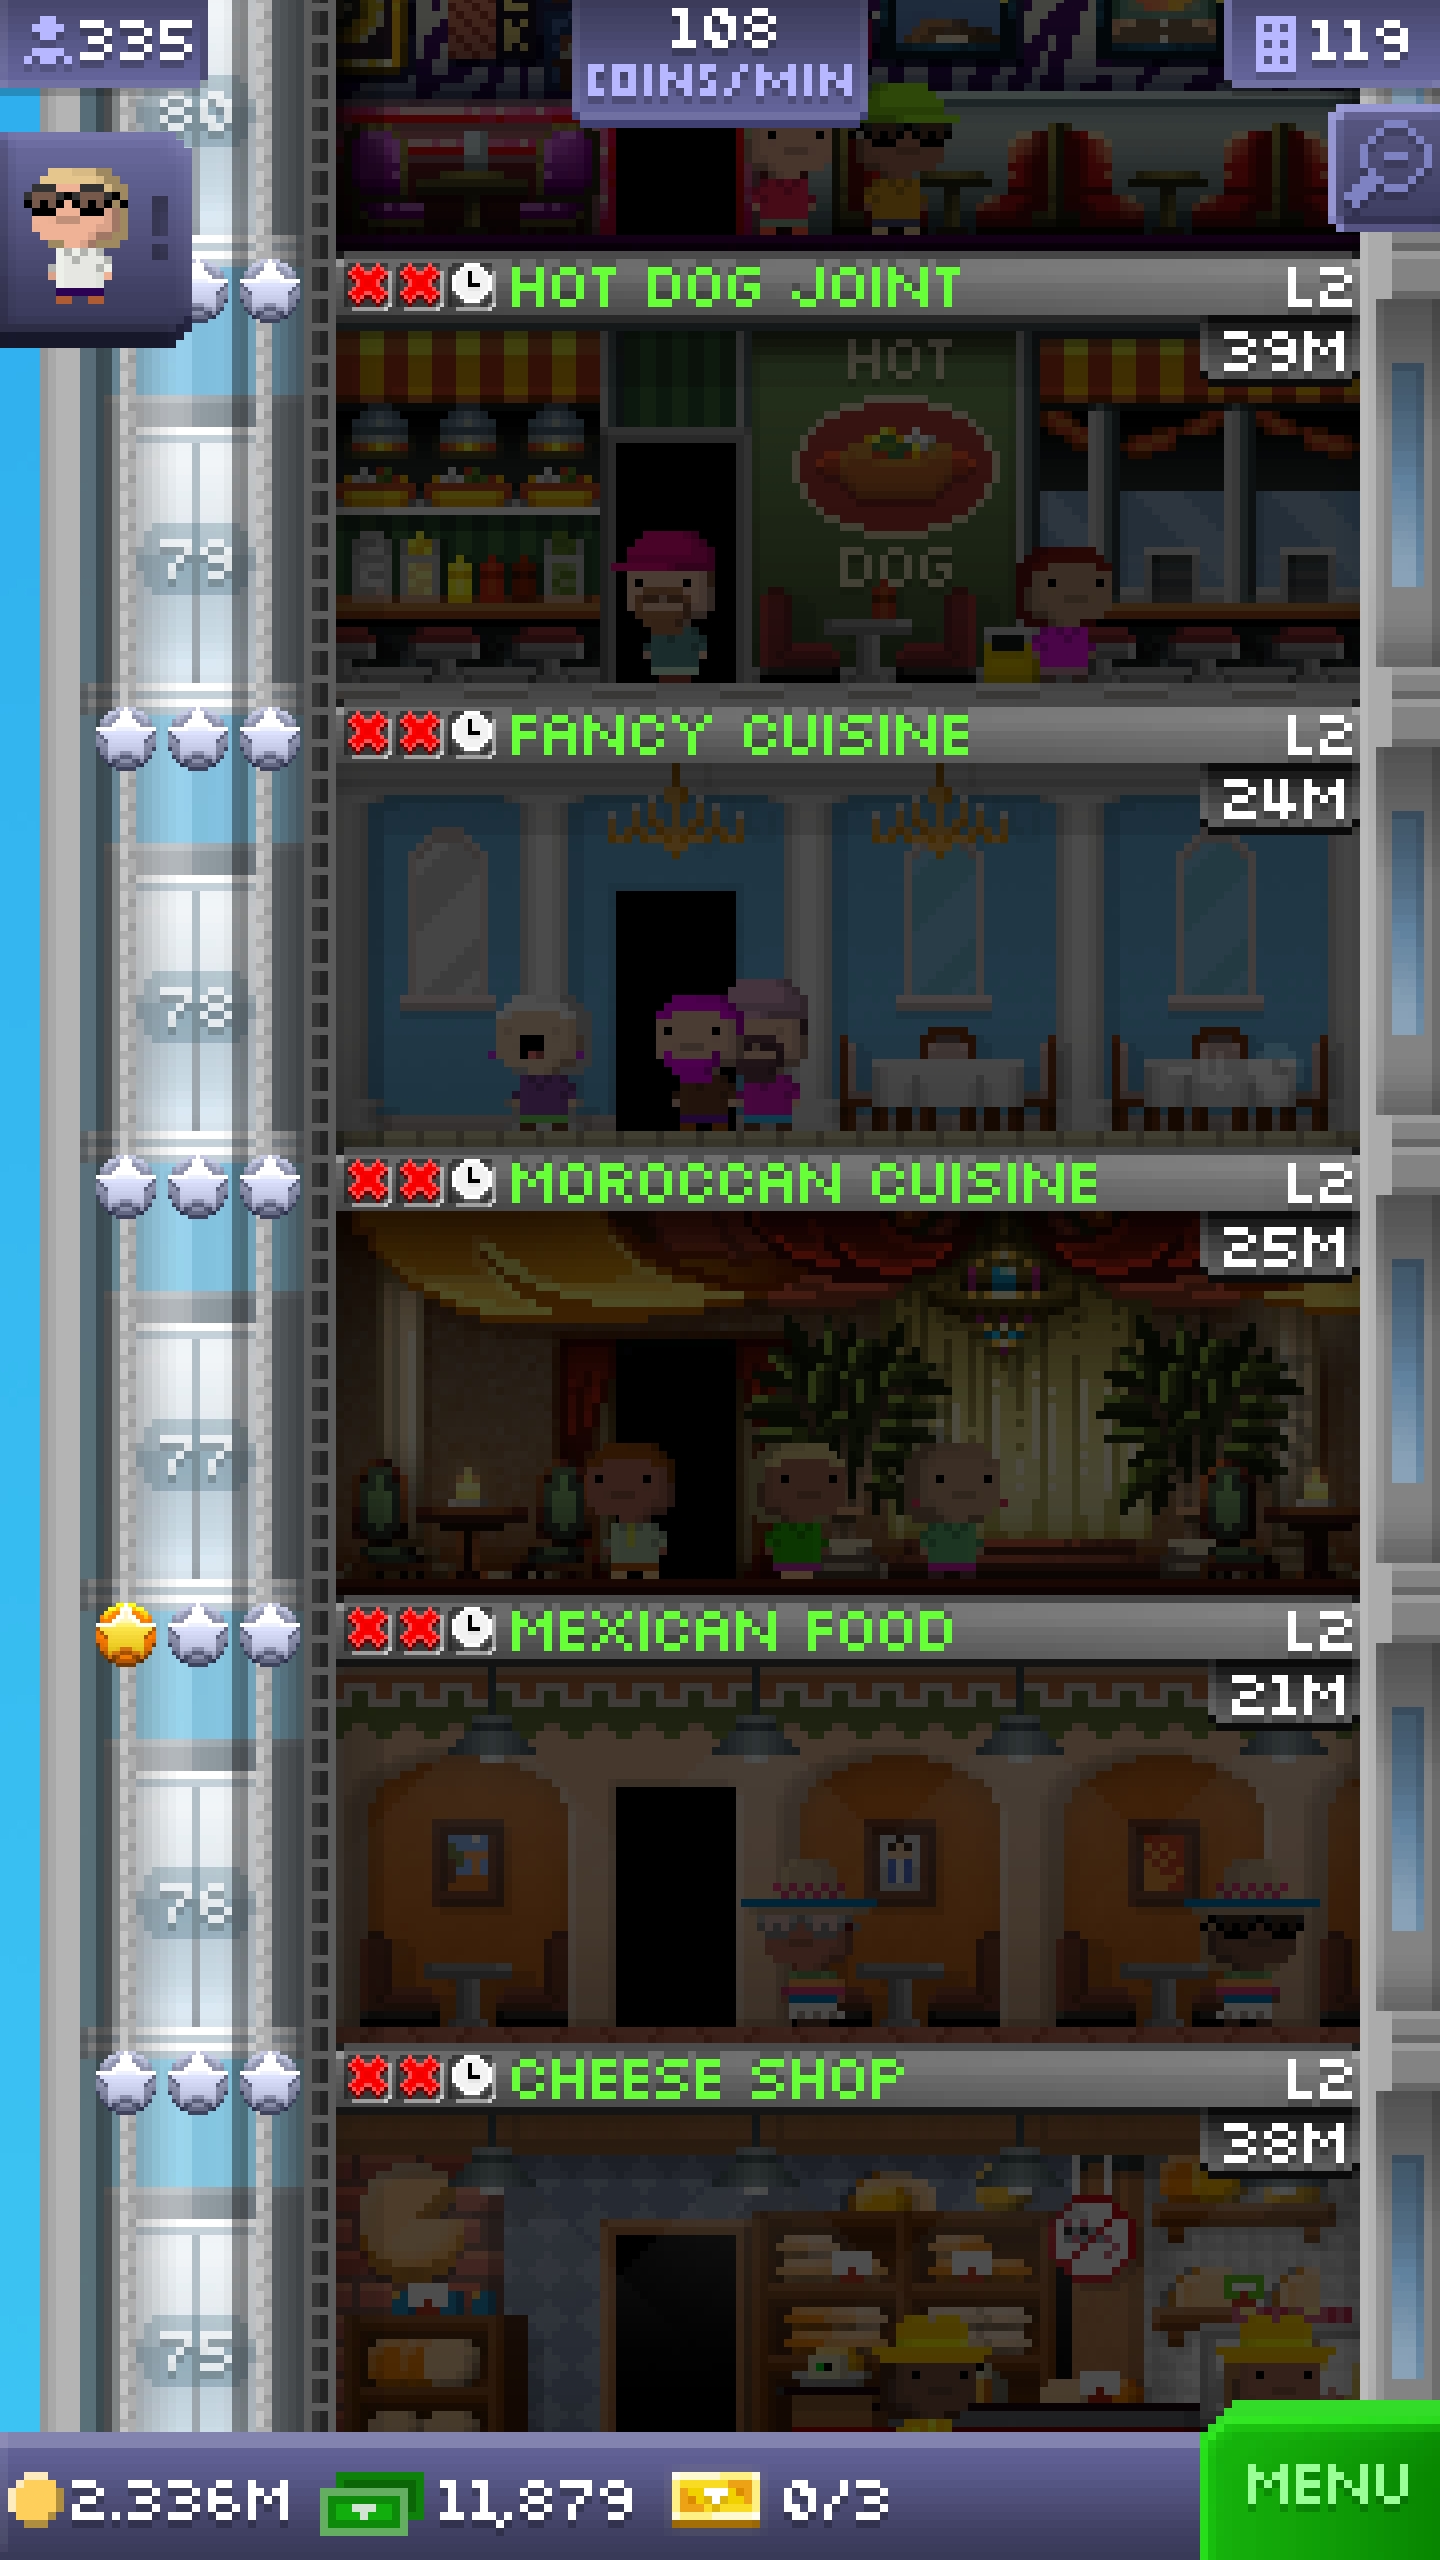 335
108
COINS/MIN
119
80
HOT DOG JOINT L2
39M
HOT
DOG
79
FANCY CUISINE L2
24M
78
MOROCCAN CUISINE L2
25M
77
MEXICAN FOOD L2
21M
76
CHEESE SHOP L2
38M
75
2.336M 11,879 0/3
MENU